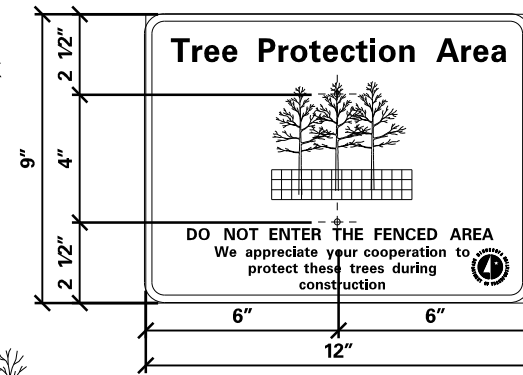 Tree Protection Area
DO NOT ENTER THE FENCED AREA
We appreciate your cooperation to
protect these trees during
construction
2 1/2"
4"
2 1/2"
9"
6"
6"
12"